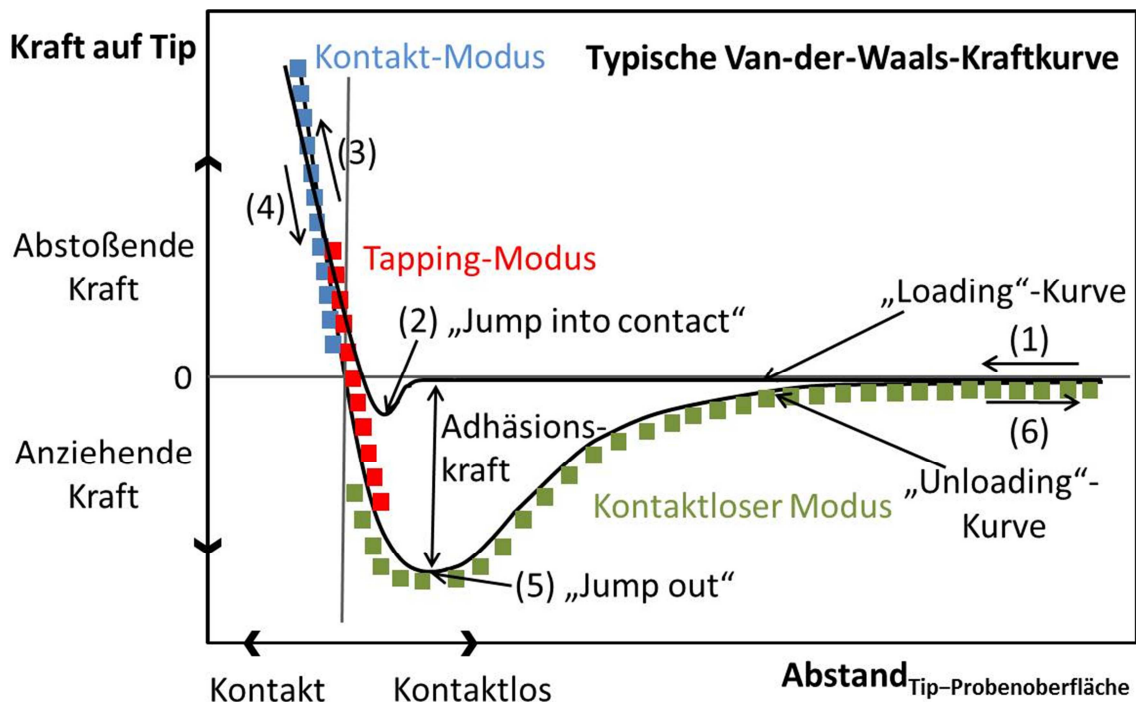 Kraft auf Tip
Kontakt-Modus
Typische Van-der-Waals-Kraftkurve
(3)
(4)
Abstoßende
Kraft
Tapping-Modus
„Loading“-Kurve
(2) „Jump into contact“
(1)
0
Adhäsions-
kraft
(6)
Anziehende
Kraft
Kontaktloser Modus
„Unloading“-
Kurve
(5) „Jump out“
Kontakt
Kontaktlos
Abstand Tip–Probenoberfläche